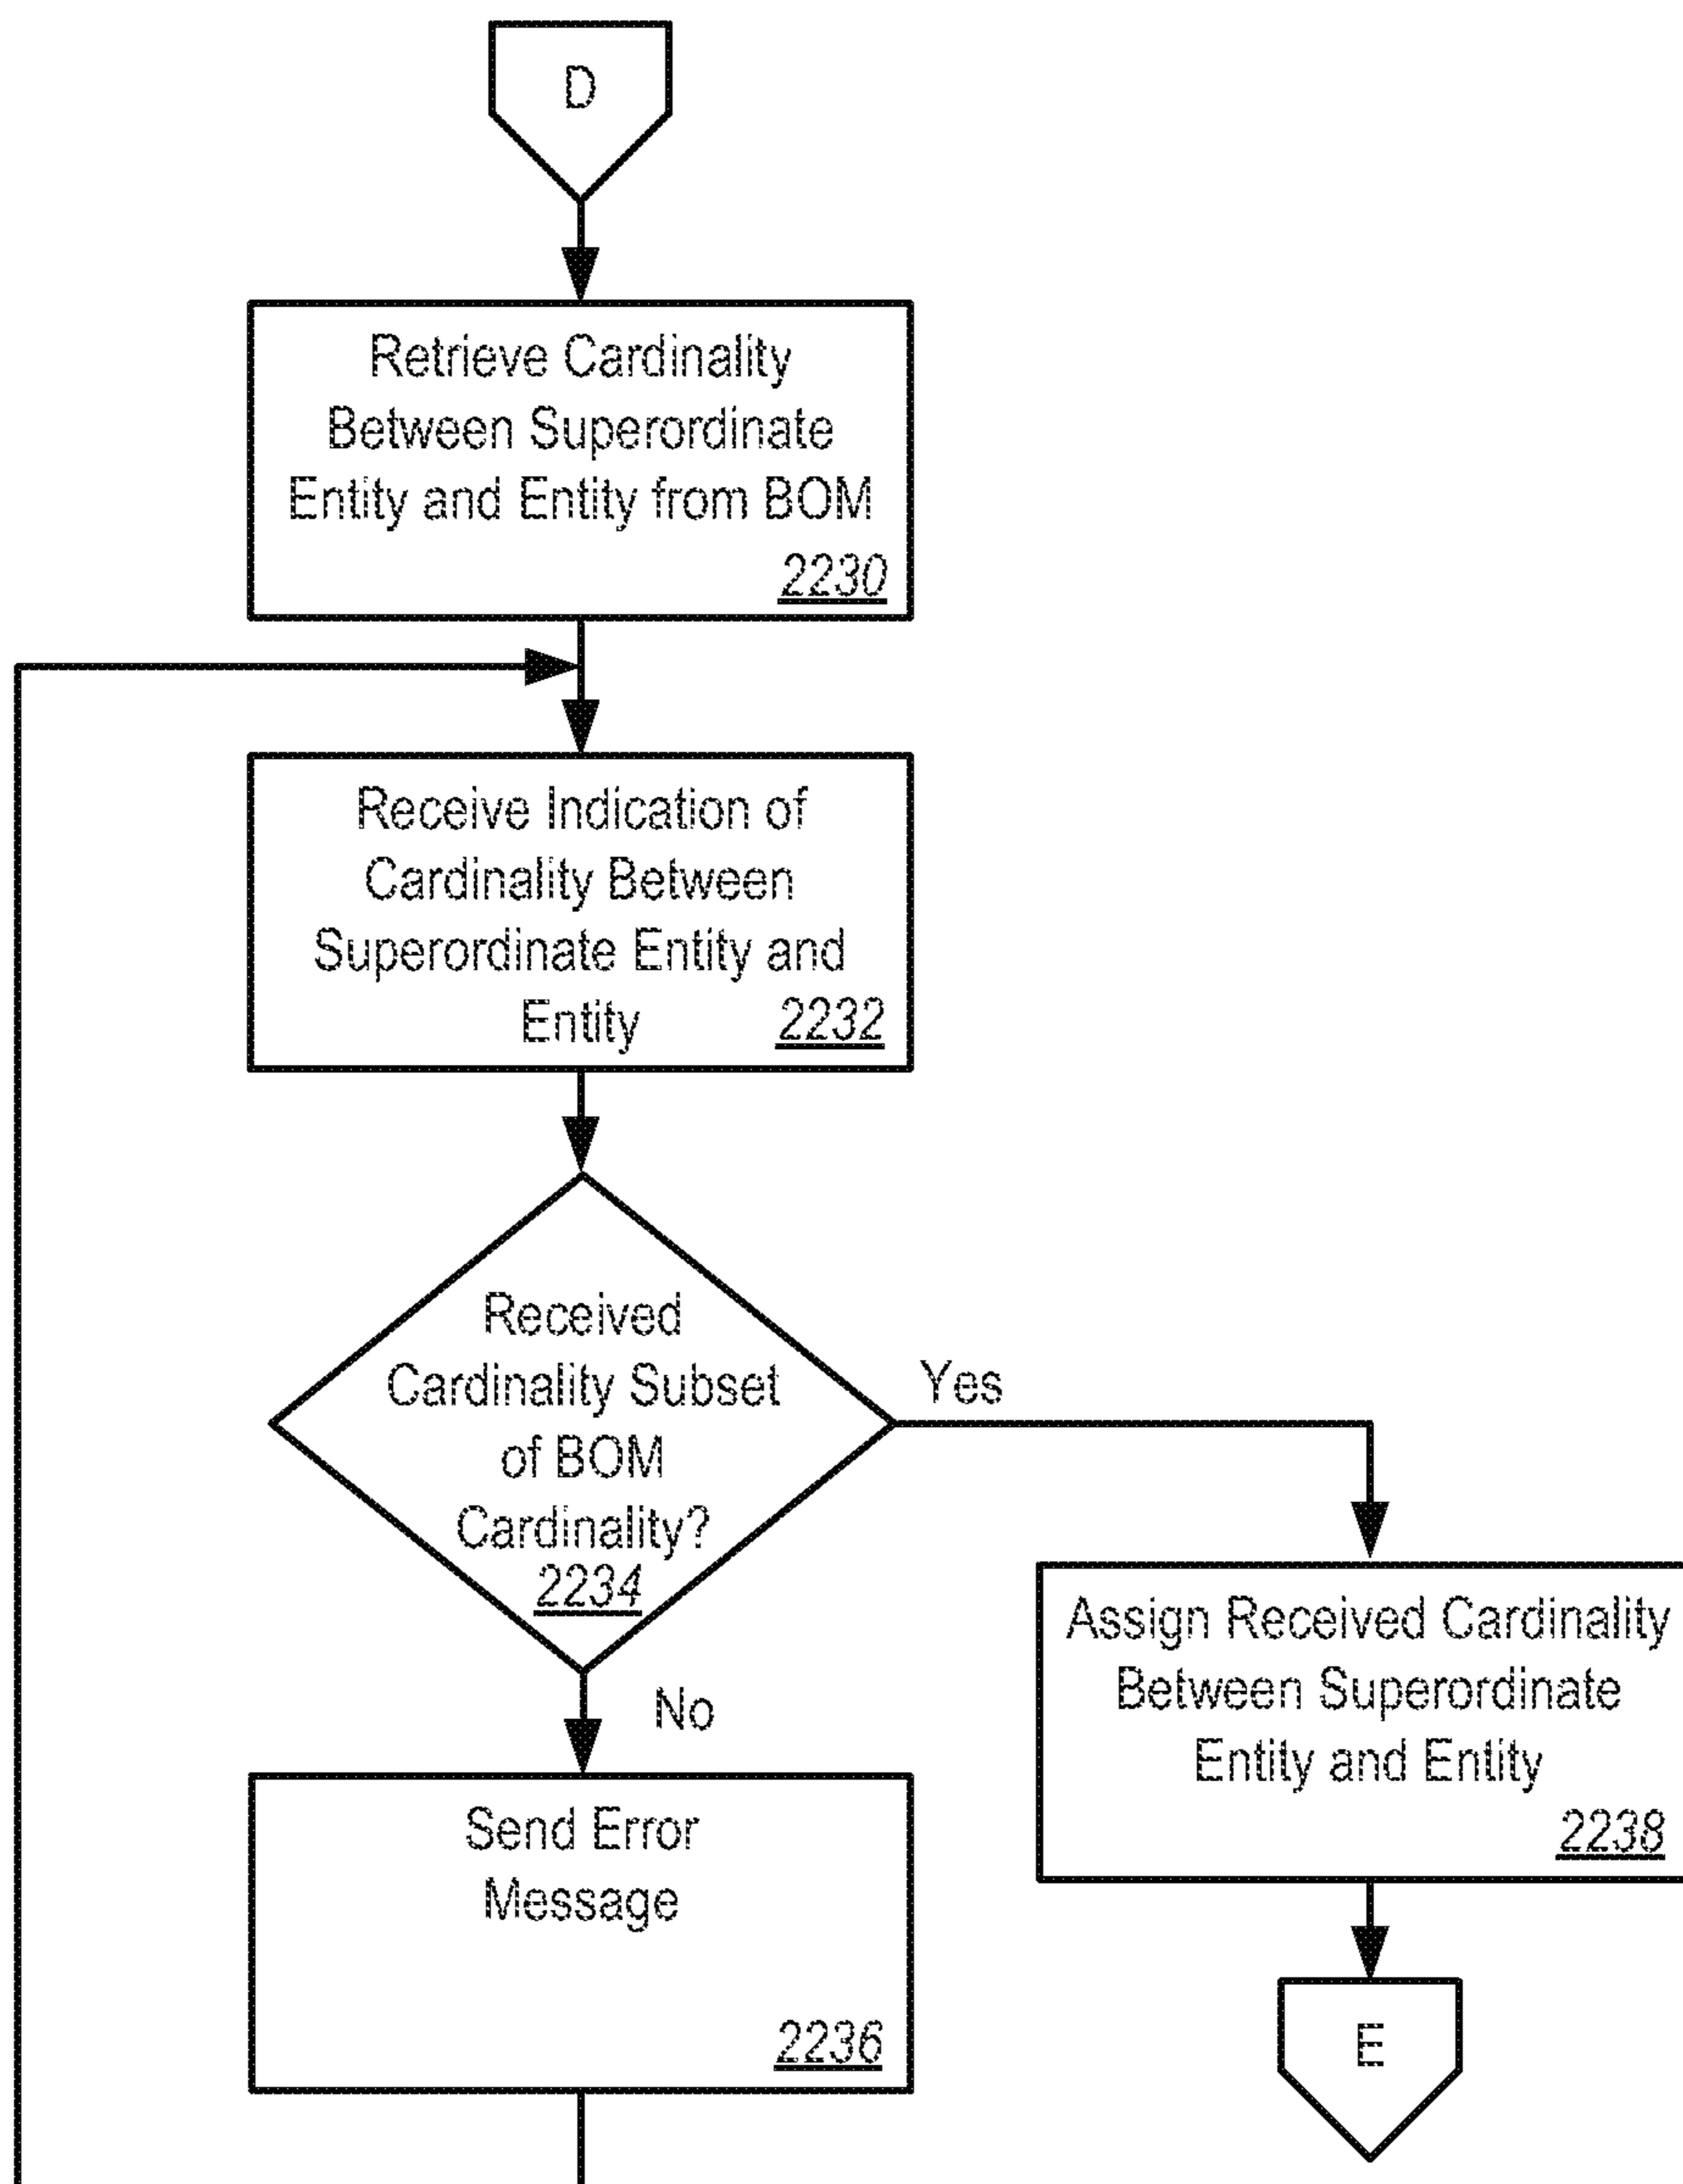 D
Retrieve Cardinality
Between Superordinate
Entity and Entity from BOM
2230
Receive Indication of
Cardinality Between
Superordinate Entity and
Entity 2232
Received
Cardinality Subset
of BOM
Cardinality?
2234
Yes
No
Send Error
Message
2236
Assign Received Cardinality
Between Superordinate
Entity and Entity
2238
E